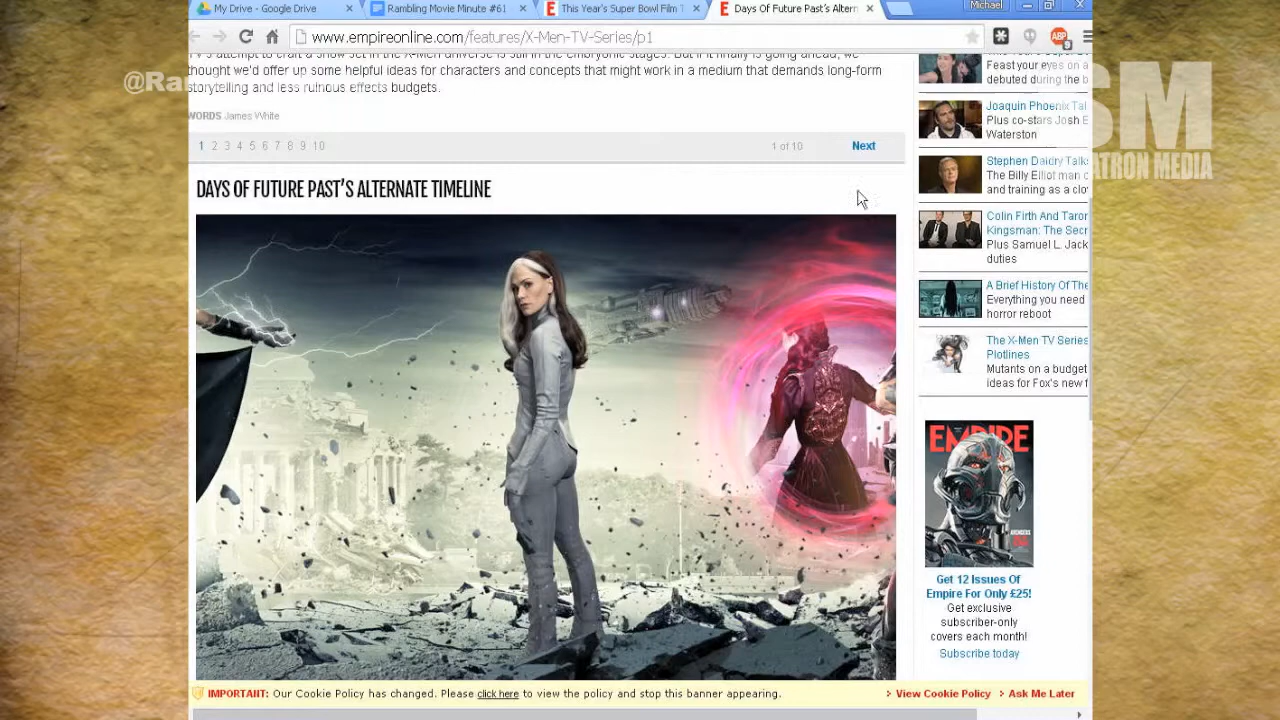 My Drive - Google Drive
Rambling Movie Minute #61
This Year's Super Bowl Film T
Days Of Future Past's Altern
Michael
www.empireonline.com/features/X-Men-TV-Series/p1
ABP
9
@Ra
thought we'd offer up some helpful ideas for characters and concepts that might work in a medium that demands long-form
storytelling and less ruinous effects budgets.
WORDS James White
1 2 3 4 5 6 7 8 9 10
1 of 10
Next
DAYS OF FUTURE PAST'S ALTERNATE TIMELINE
Feast your eyes on a
debuted during the b
Joaquin Phoenix Tal
Plus co-stars Josh E
Waterston
Stephen Daldry Talks
The Billy Elliot man o
and training as a clo
Colin Firth And Taron
Kingsman: The Secr
Plus Samuel L. Jack
duties
A Brief History Of The
Everything you need
horror reboot
The X-Men TV Series
Plotlines
Mutants on a budget
ideas for Fox's new f
SM
ATRON MEDIA
EMPIRE
Get 12 Issues Of
Empire For Only £25!
Get exclusive
subscriber-only
covers each month!
Subscribe today
IMPORTANT: Our Cookie Policy has changed. Please click here to view the policy and stop this banner appearing.
> View Cookie Policy > Ask Me Later